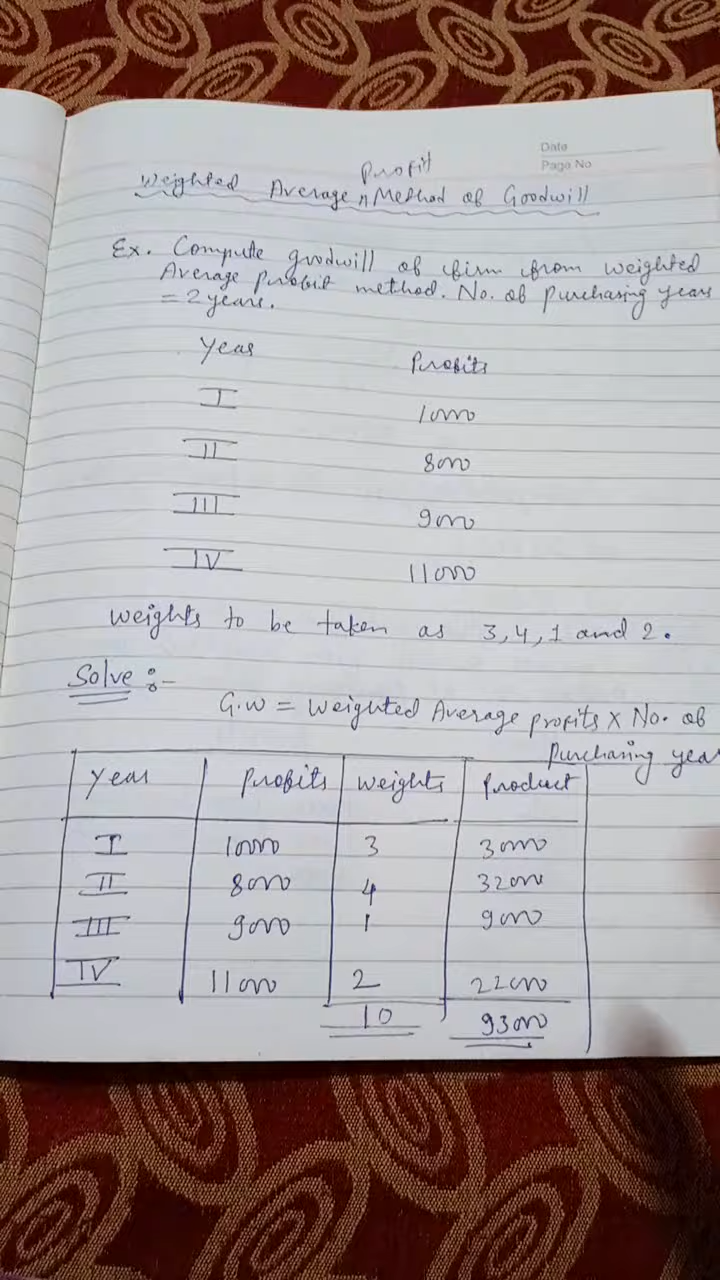 Date
Page No
Weighted Average Profit Method of Goodwill
Ex. Compute goodwill of firm from weighted
Average profit method. No. of purchasing years
= 2 years.
Year Profits
I 10000
II 8000
III 9000
IV 11000
Weights to be taken as 3, 4, 1 and 2.
Solve :-
G.W = Weighted Average profits x No. of
Purchasing year
Year Profits Weights Product
I 10000 3 30000
II 8000 4 32000
III 9000 1 9000
IV 11000 2 22000
10 93000